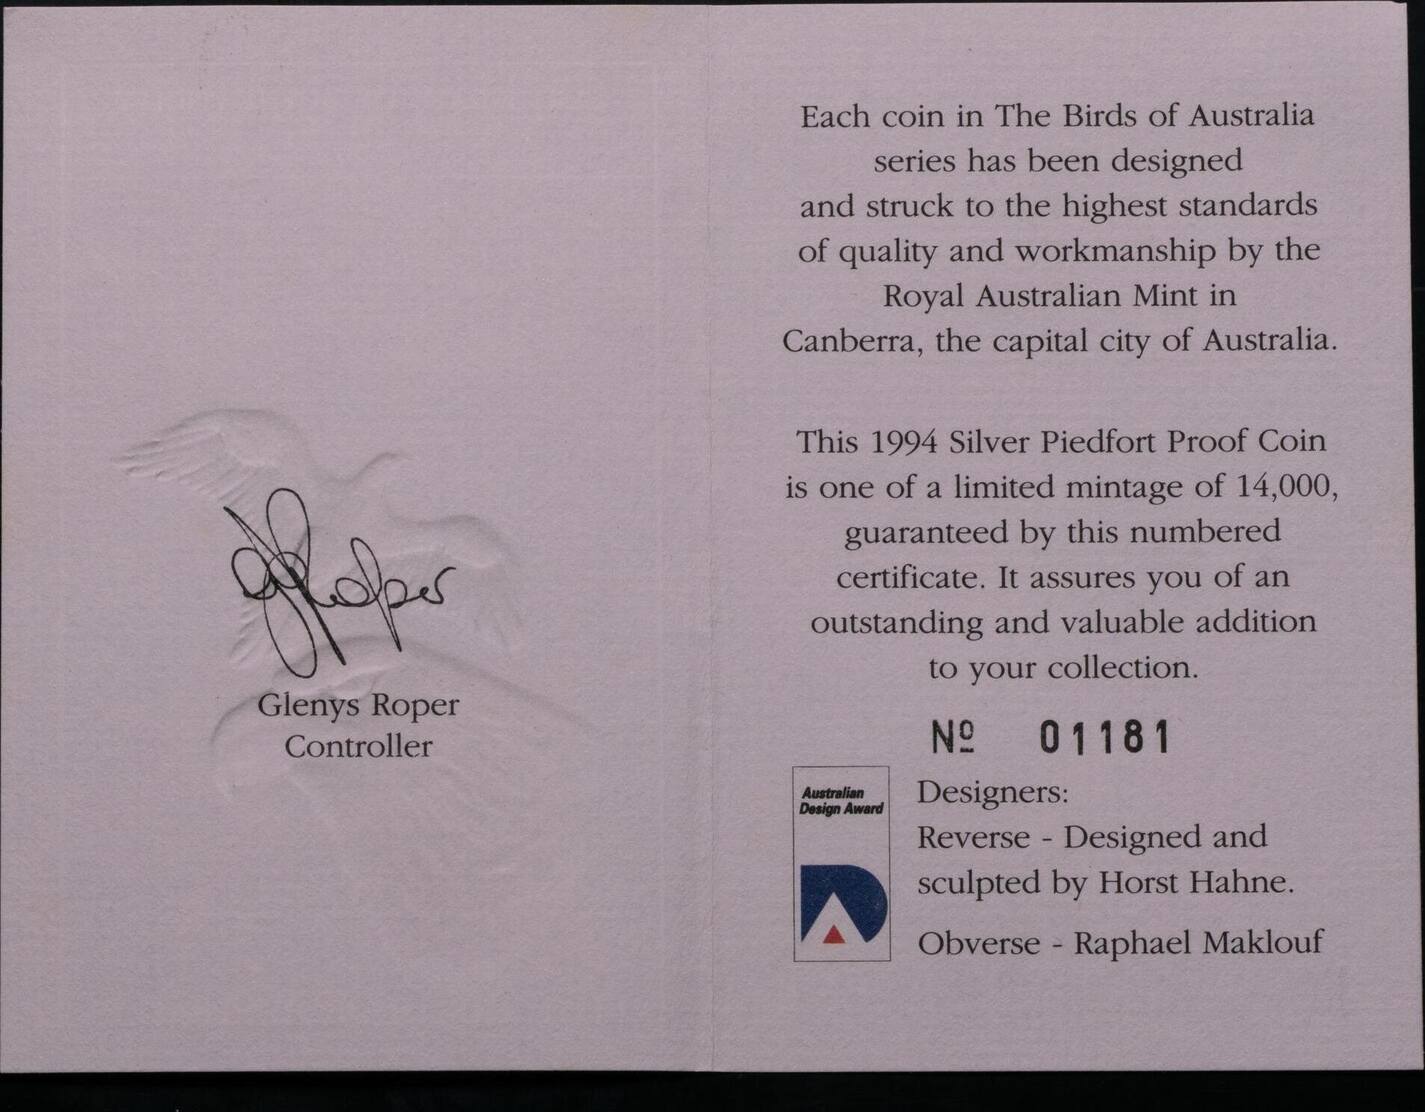 Glenys Roper
Controller
Each coin in The Birds of Australia
series has been designed
and struck to the highest standards
of quality and workmanship by the
Royal Australian Mint in
Canberra, the capital city of Australia.
This 1994 Silver Piedfort Proof Coin
is one of a limited mintage of 14,000,
guaranteed by this numbered
certificate. It assures you of an
outstanding and valuable addition
to your collection.
Nº 01181
Australian
Design Award
Designers:
Reverse - Designed and
sculpted by Horst Hahne.
Obverse - Raphael Maklouf